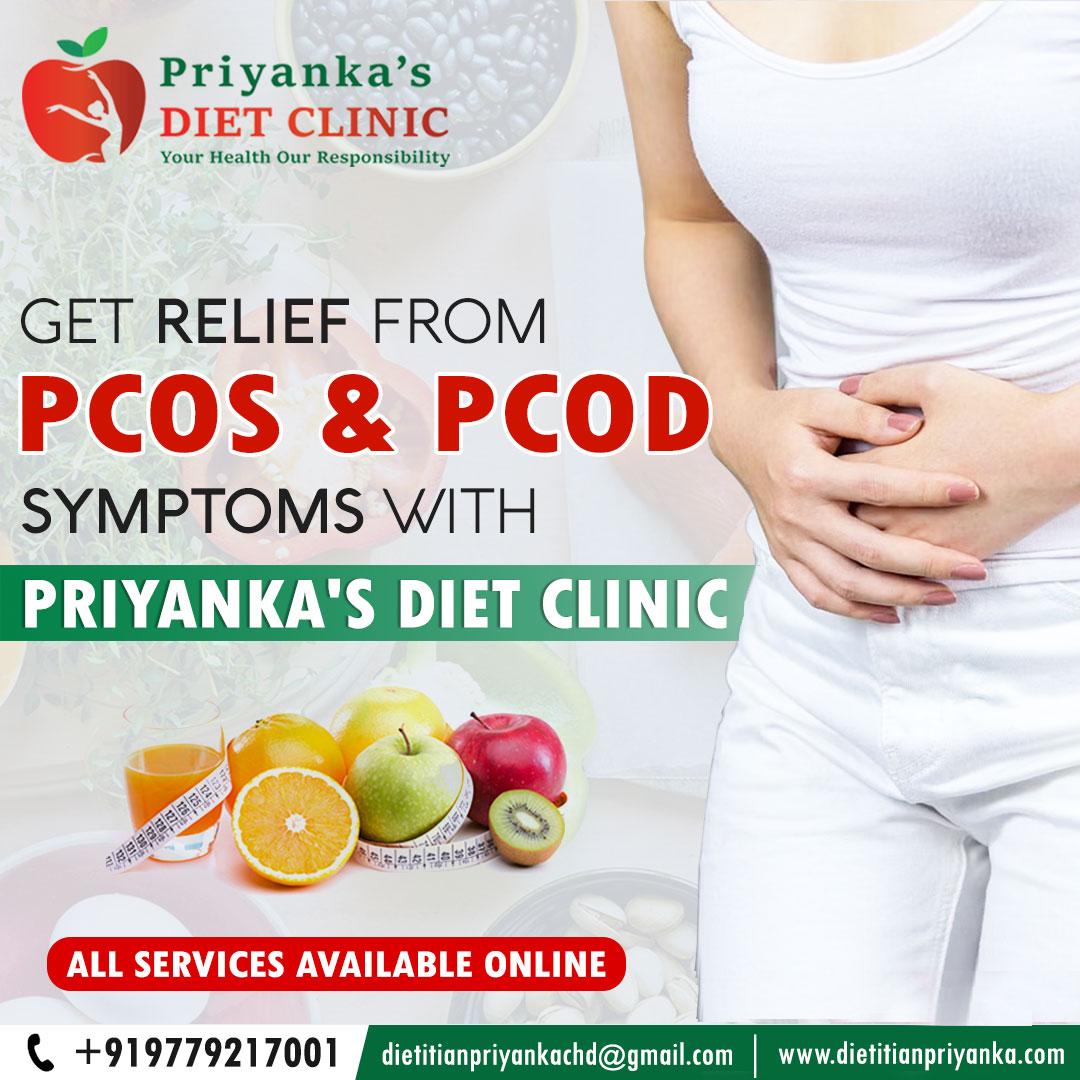 Priyanka's
DIET CLINIC
Your Health Our Responsibility
GET RELIEF FROM
PCOS & PCOD
SYMPTOMS WITH
PRIYANKA'S DIET CLINIC
ALL SERVICES AVAILABLE ONLINE
+919779217001 dietitianpriyankachd@gmail.com | www.dietitianpriyanka.com